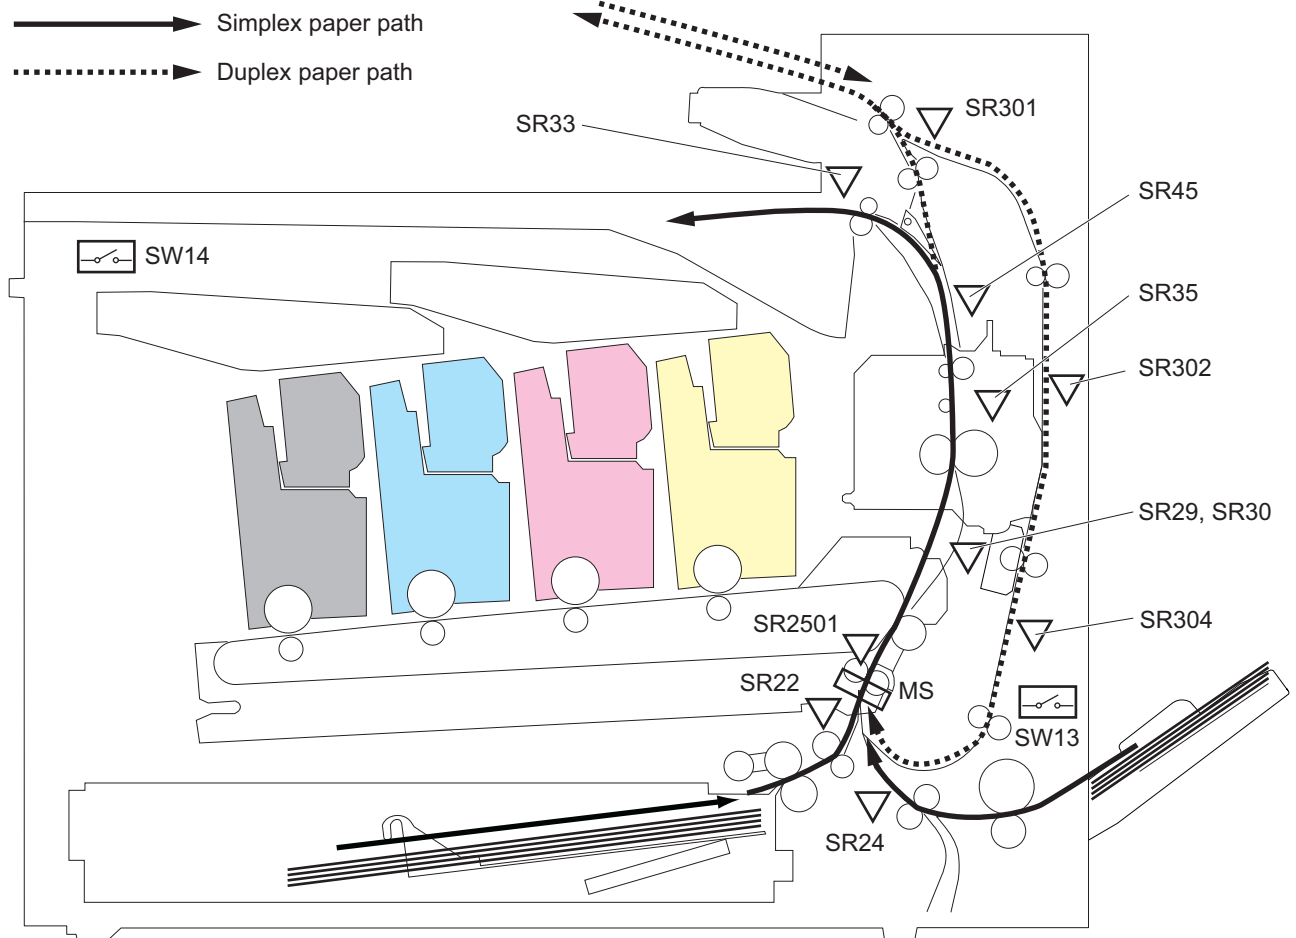 Simplex paper path
Duplex paper path
SR301
SR33
SR45
SW14
SR35
SR302
SR29, SR30
SR2501
SR304
SR22
MS
SW13
SR24